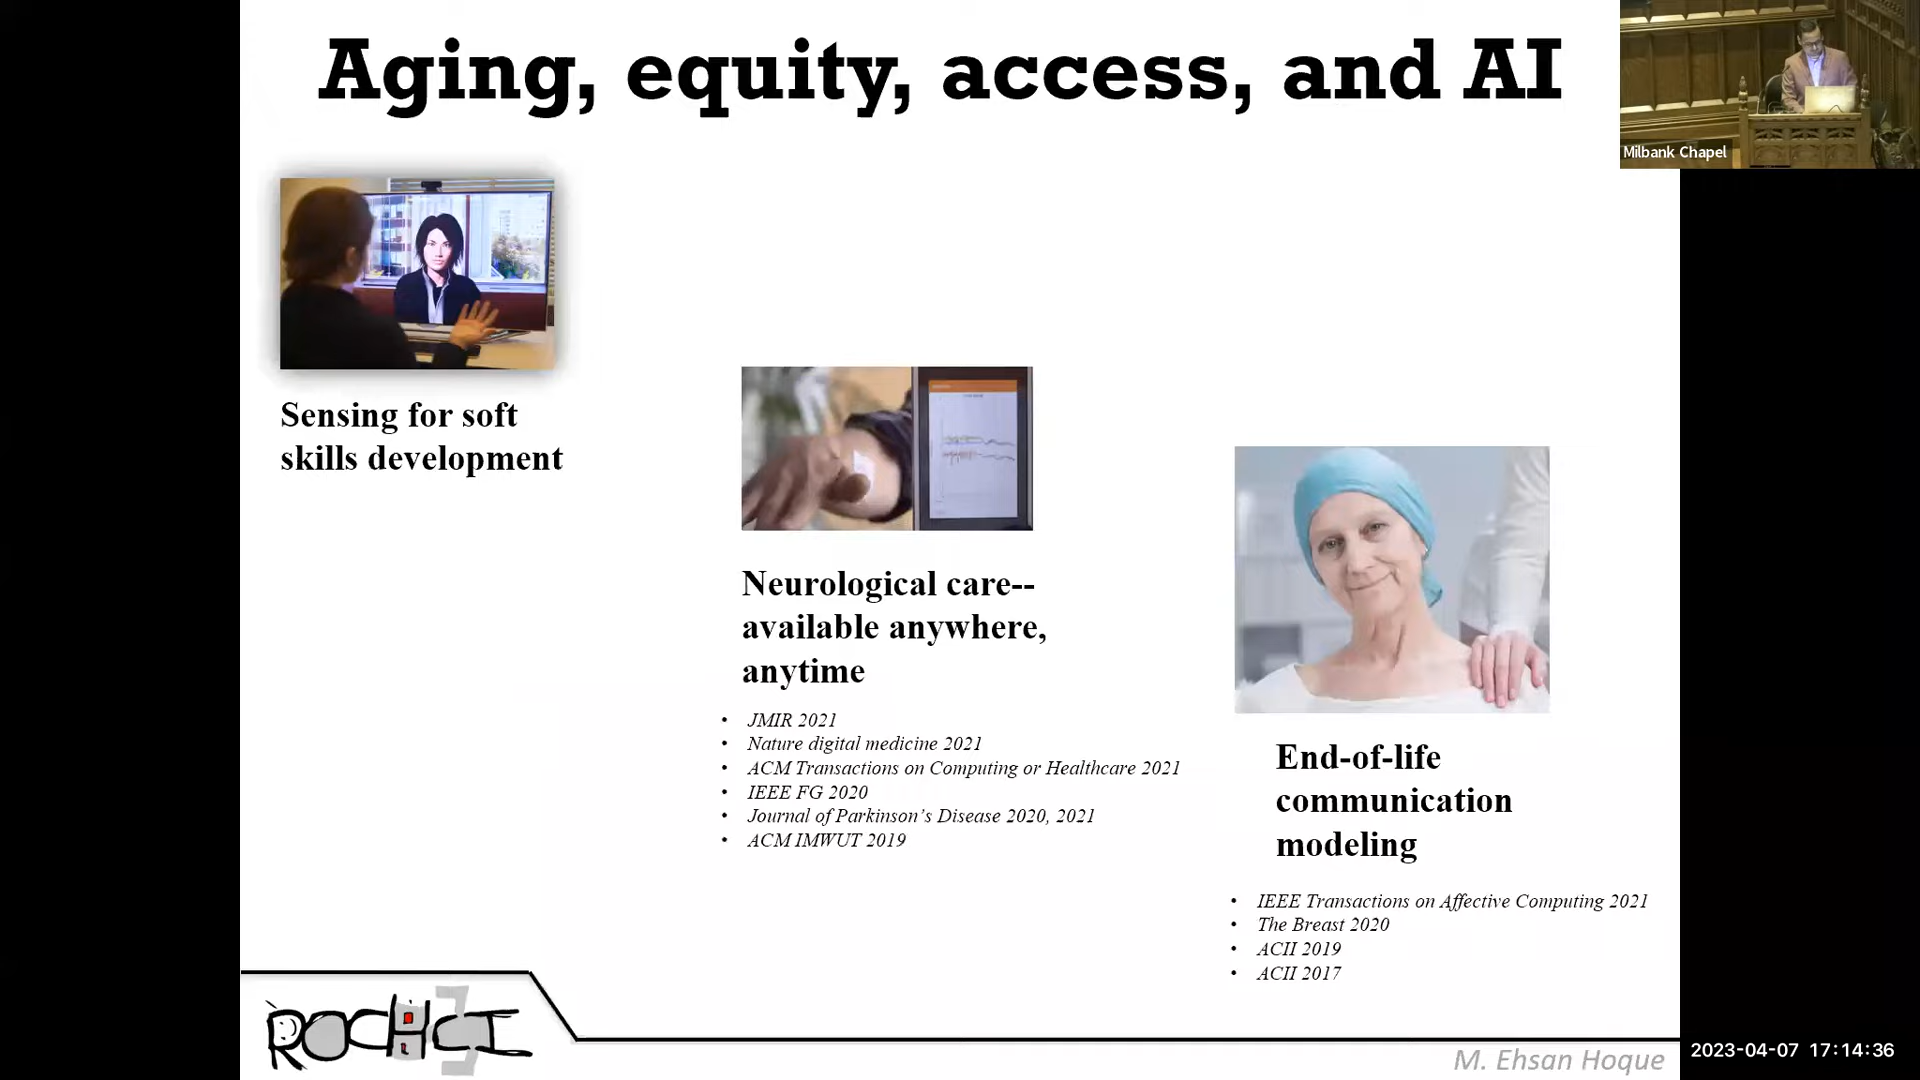 Aging, equity, access, and AI
Milbank Chapel
Sensing for soft
skills development
Neurological care--
available anywhere,
anytime
• JMIR 2021
• Nature digital medicine 2021
• ACM Transactions on Computing or Healthcare 2021
• IEEE FG 2020
• Journal of Parkinson’s Disease 2020, 2021
• ACM IMWUT 2019
End-of-life
communication
modeling
• IEEE Transactions on Affective Computing 2021
• The Breast 2020
• ACII 2019
• ACII 2017
ROCHCI
M. Ehsan Hoque
2023-04-07 17:14:36